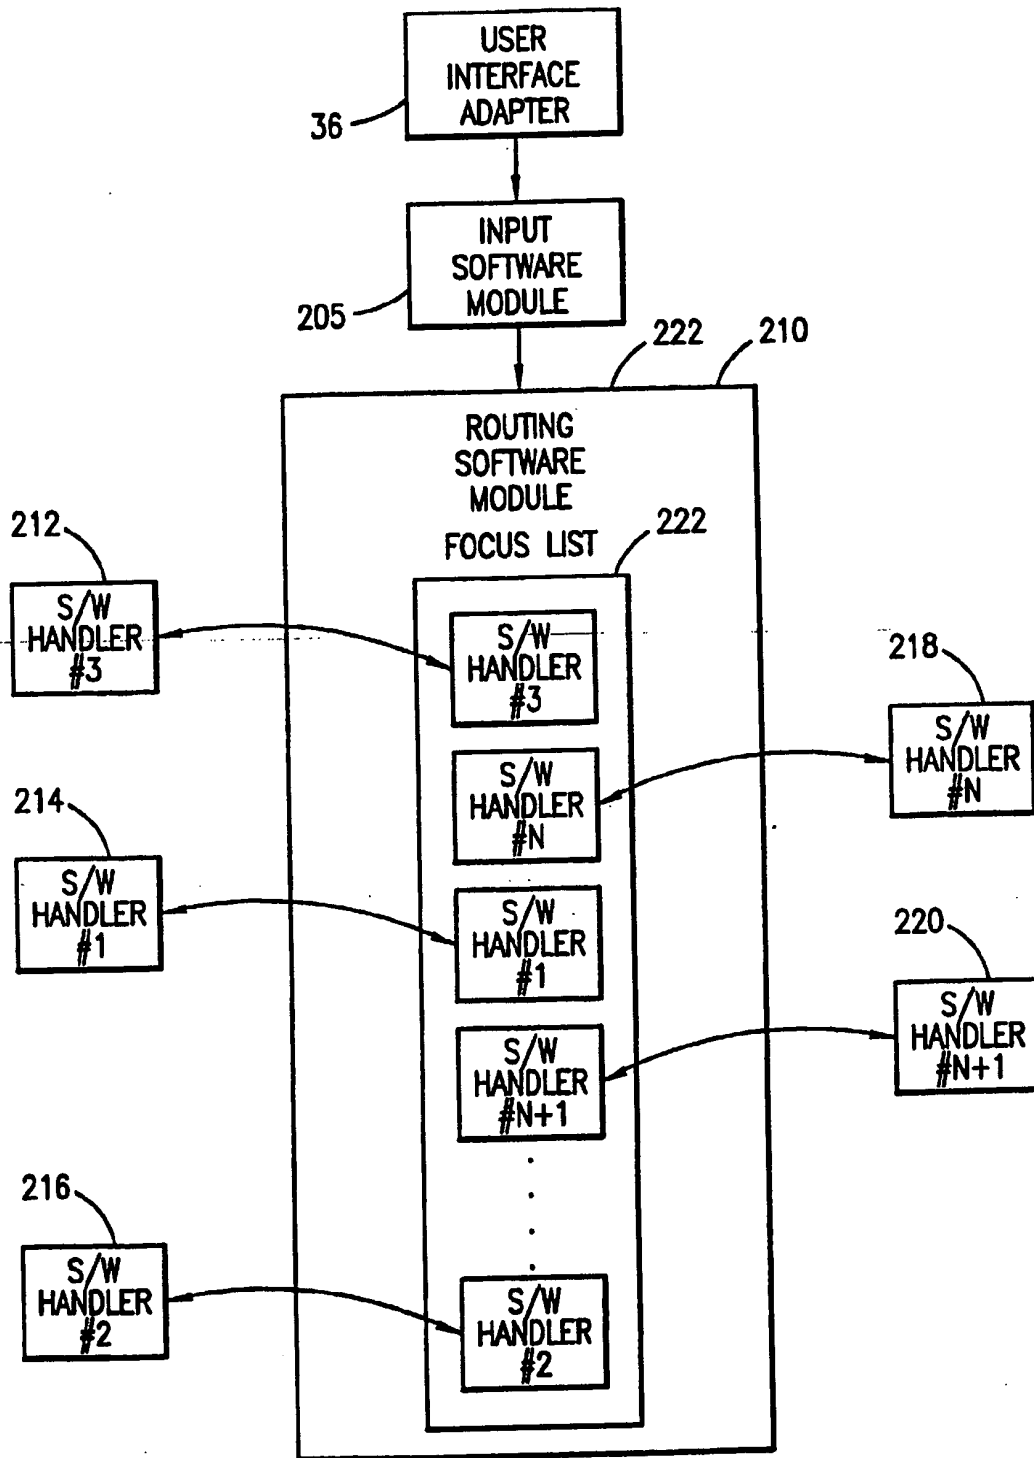 USER
INTERFACE
ADAPTER
36
INPUT
SOFTWARE
MODULE
205
222
210
ROUTING
SOFTWARE
MODULE
FOCUS LIST
222
212
S/W
HANDLER
#3
S/W
HANDLER
#3
218
S/W
HANDLER
#N
S/W
HANDLER
#N
214
S/W
HANDLER
#1
S/W
HANDLER
#1
220
S/W
HANDLER
#N+1
S/W
HANDLER
#N+1
216
S/W
HANDLER
#2
S/W
HANDLER
#2